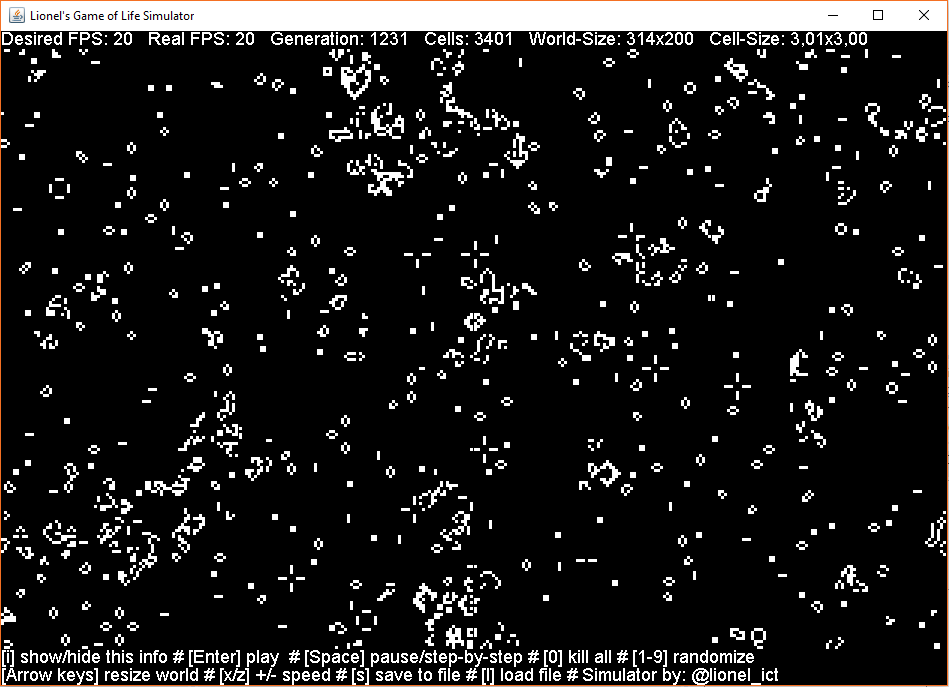 Lionel's Game of Life Simulator
Desired FPS: 20 Real FPS: 20 Generation: 1231 Cells: 3401 World-Size: 314x200 Cell-Size: 3,01x3,00
[i] show/hide this info # [Enter] play # [Space] pause/step-by-step # [0] kill all # [1-9] randomize
[Arrow keys] resize world # [x/z] +/- speed # [s] save to file # [l] load file # Simulator by: @lionel_ict